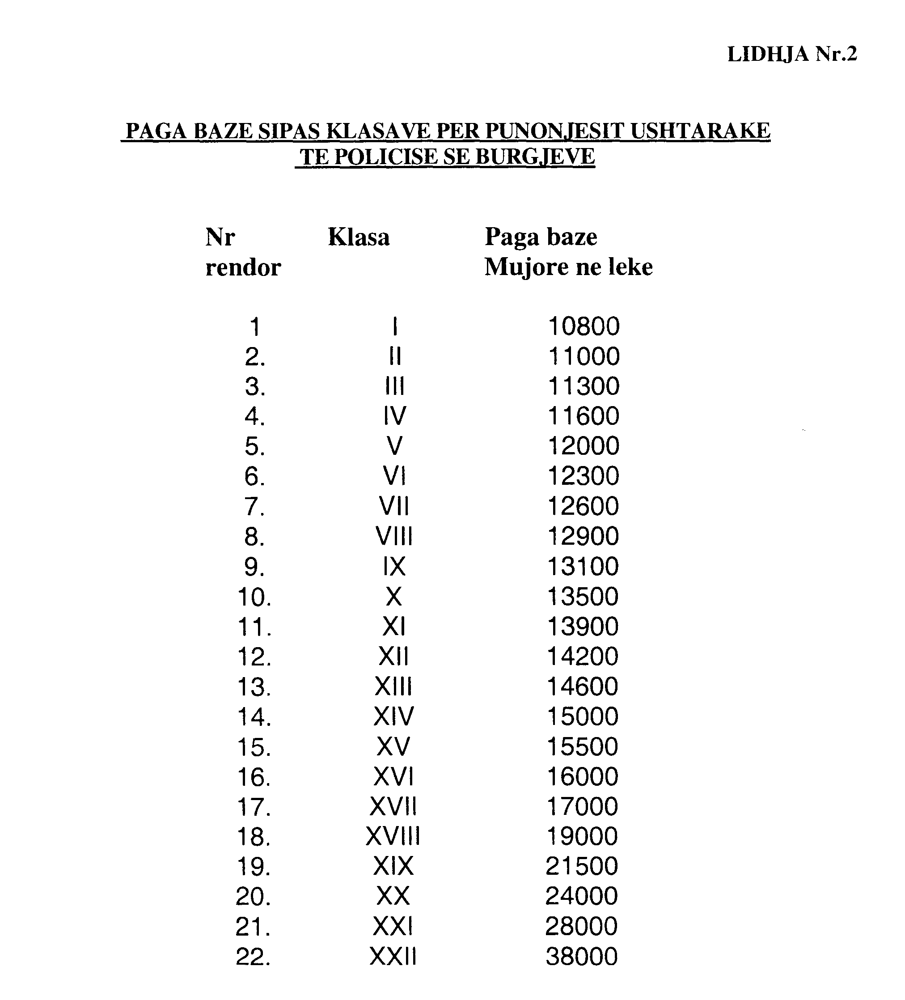 LIDHJA Nr.2
PAGA BAZE SIPAS KLASAVE PER PUNONJESIT USHTARAKE
TE POLICISE SE BURGJEVE
Nr Klasa Paga baze
rendor Mujore ne leke
1 I 10800
2. II 11000
3. III 11300
4. IV 11600
5. V 12000
6. VI 12300
7. VII 12600
8. VIII 12900
9. IX 13100
10. X 13500
11. XI 13900
12. XII 14200
13. XIII 14600
14. XIV 15000
15. XV 15500
16. XVI 16000
17. XVII 17000
18. XVIII 19000
19. XIX 21500
20. XX 24000
21. XXI 28000
22. XXII 38000